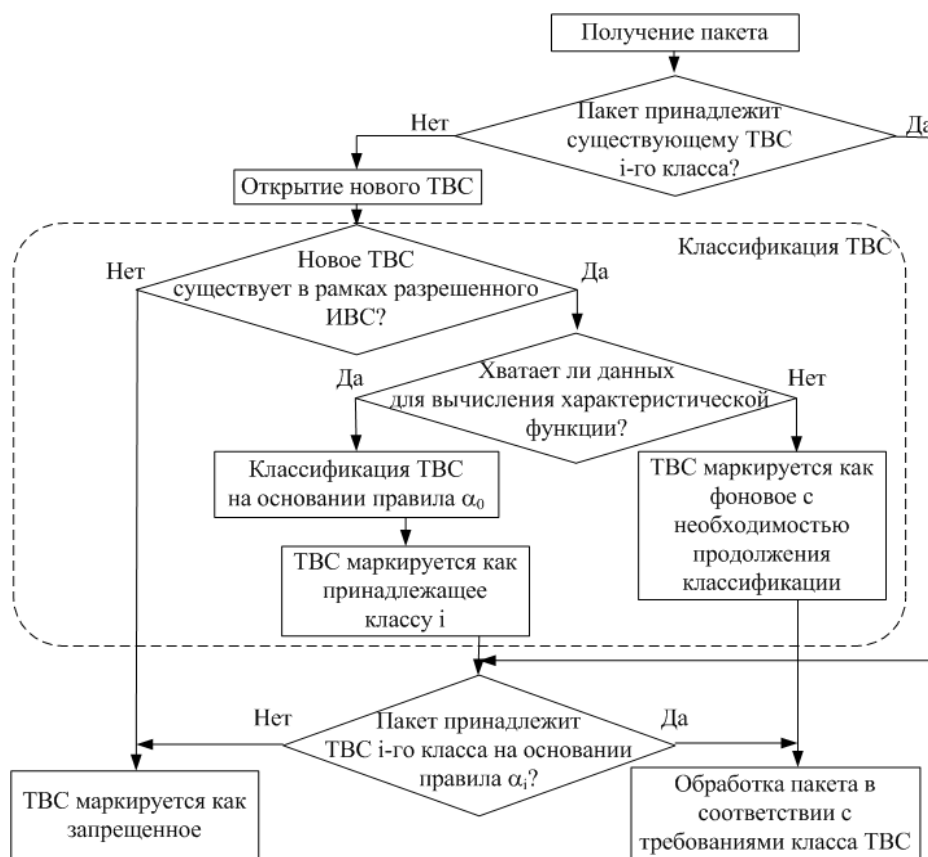 Получение пакета
Пакет принадлежит
существующему ТВС
i-го класса?
Нет
Да
Открытие нового ТВС
Классификация ТВС
Новое ТВС
существует в рамках разрешенного
ИВС?
Нет
Да
Хватает ли данных
для вычисления характеристической
функции?
Да
Нет
Классификация ТВС
на основании правила α₀
ТВС маркируется как
фоновое с
необходимостью
продолжения
классификации
ТВС маркируется как
принадлежащее
классу i
Пакет принадлежит
ТВС i-го класса на основании
правила αᵢ?
Нет
Да
ТВС маркируется как
запрещенное
Обработка пакета в
соответствии с
требованиями класса ТВС